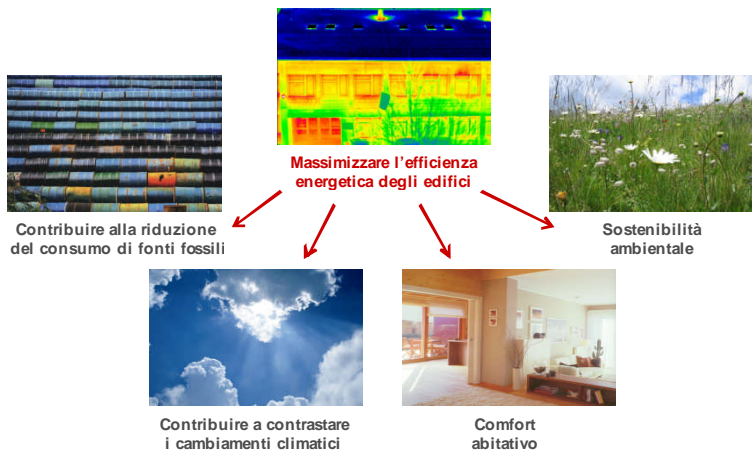 Massimizzare l'efficienza
energetica degli edifici
Contribuire alla riduzione
del consumo di fonti fossili
Sostenibilità
ambientale
Contribuire a contrastare
i cambiamenti climatici
Comfort
abitativo